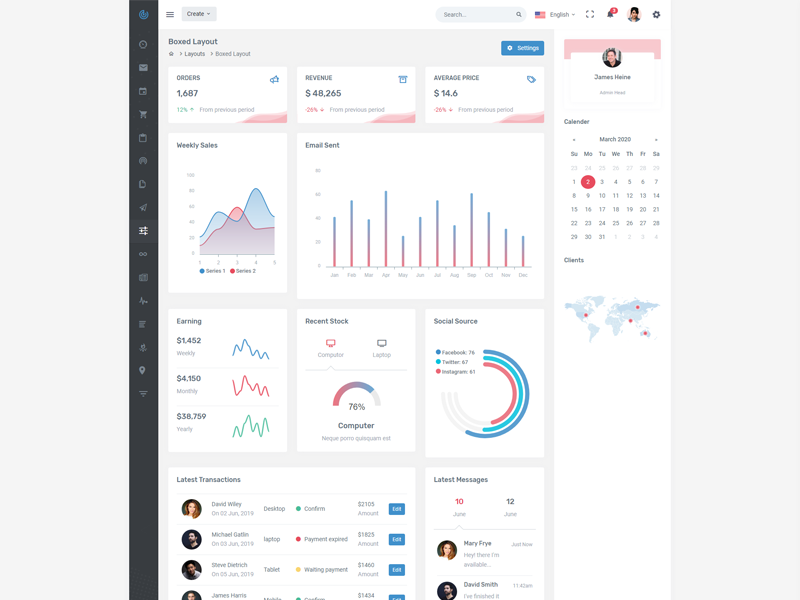 Create
Search...
English
3
Boxed Layout
Layouts
Boxed Layout
Settings
ORDERS
1,687
12%
From previous period
REVENUE
$ 48,265
-26%
From previous period
AVERAGE PRICE
$ 14.6
-26%
From previous period
Weekly Sales
100
80
60
40
20
0
1 2 3 4 5
Series 1 Series 2
Email Sent
80
60
40
20
0
Jan Feb Mar Apr May Jun Jul Aug Sep Oct Nov Dec
Earning
$1,452
Weekly
$4,150
Monthly
$38,759
Yearly
Recent Stock
Computer Laptop
76%
Computer
Neque porro quisquam est
Social Source
Facebook: 76
Twitter: 67
Instagram: 61
Latest Transactions
David Wiley
On 02 Jun, 2019
Desktop
Confirm
$2105
Amount
Edit
Michael Gatlin
On 03 Jun, 2019
laptop
Payment expired
$1825
Amount
Edit
Steve Dietrich
On 05 Jun, 2019
Tablet
Waiting payment
$1460
Amount
Edit
James Harris
Mobile
Confirm
$1434
Edit
Latest Messages
10
June
12
June
Mary Frye
Just Now
Hey! there I'm
available...
David Smith
11:42am
I've finished it
James Heine
Admin Head
Calender
«
March 2020
»
Su Mo Tu We Th Fr Sa
23 24 25 26 27 28 29
1 2 3 4 5 6 7
8 9 10 11 12 13 14
15 16 17 18 19 20 21
22 23 24 25 26 27 28
29 30 31 1 2 3 4
Clients